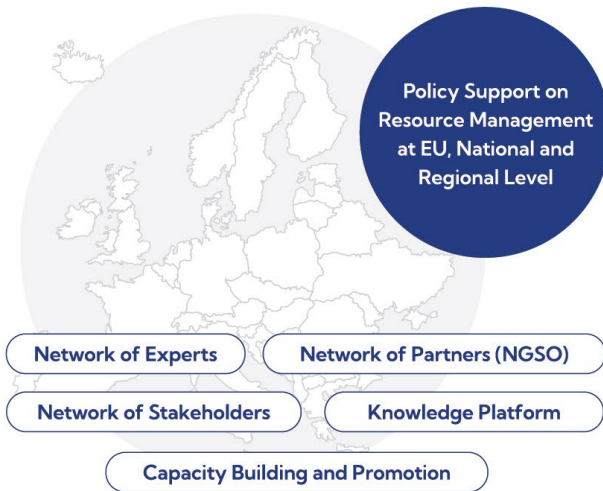 Policy Support on
Resource Management
at EU, National and
Regional Level
Network of Experts
Network of Partners (NGSO)
Network of Stakeholders
Knowledge Platform
Capacity Building and Promotion